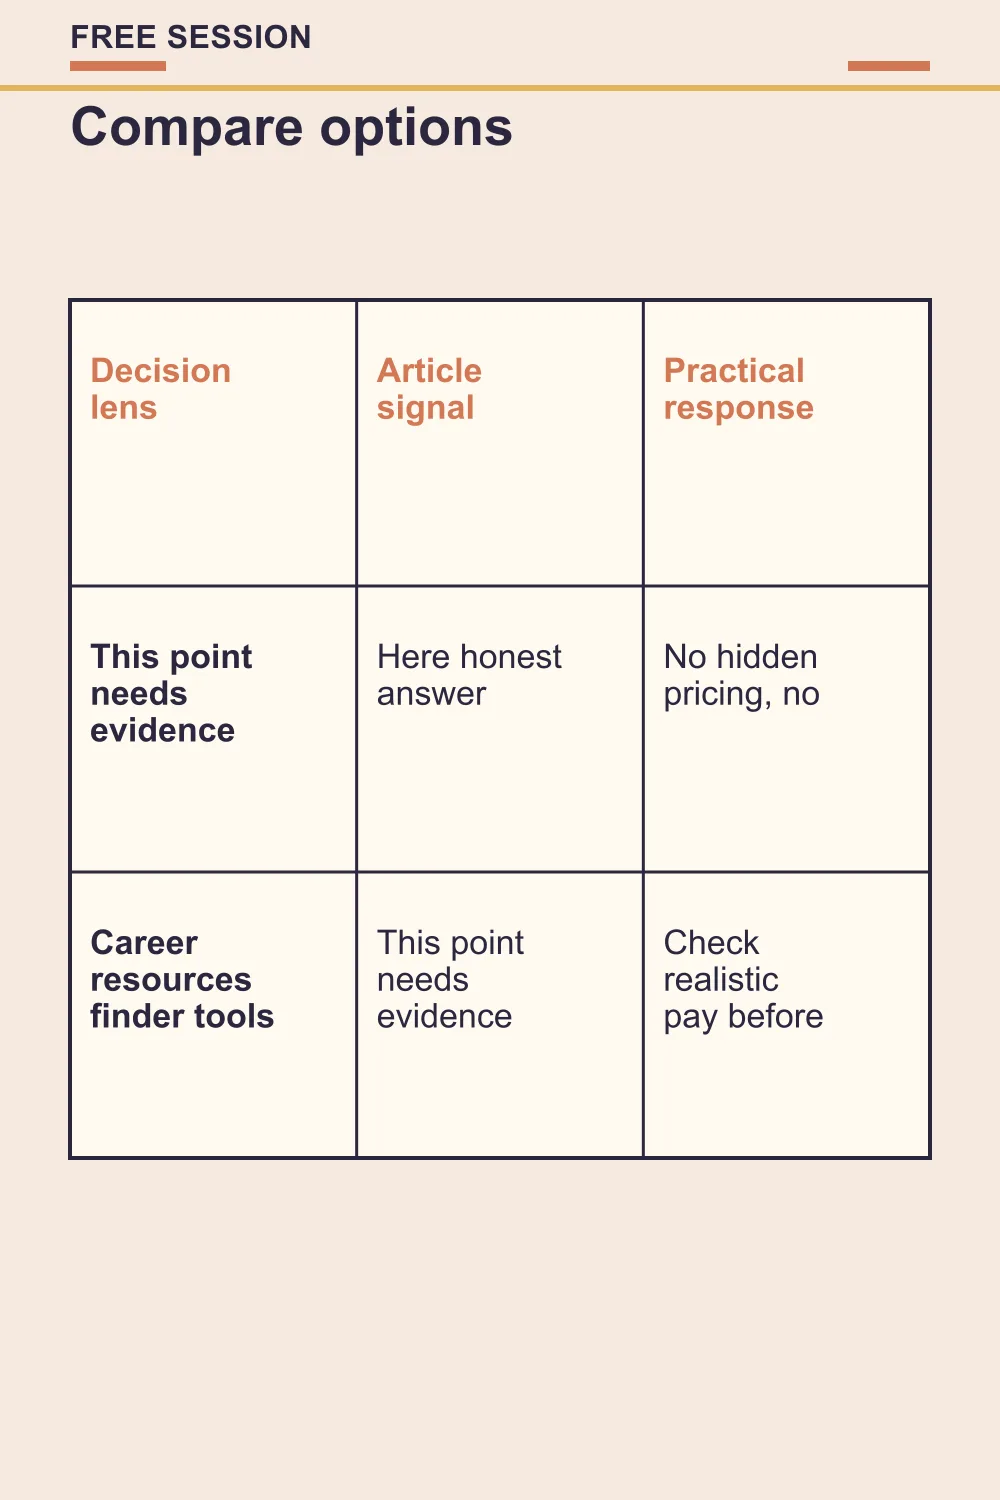 FREE SESSION
Compare options
Decision
lens
Article
signal
Practical
response
This point
needs
evidence
Here honest
answer
No hidden
pricing, no
Career
resources
finder tools
This point
needs
evidence
Check
realistic
pay before